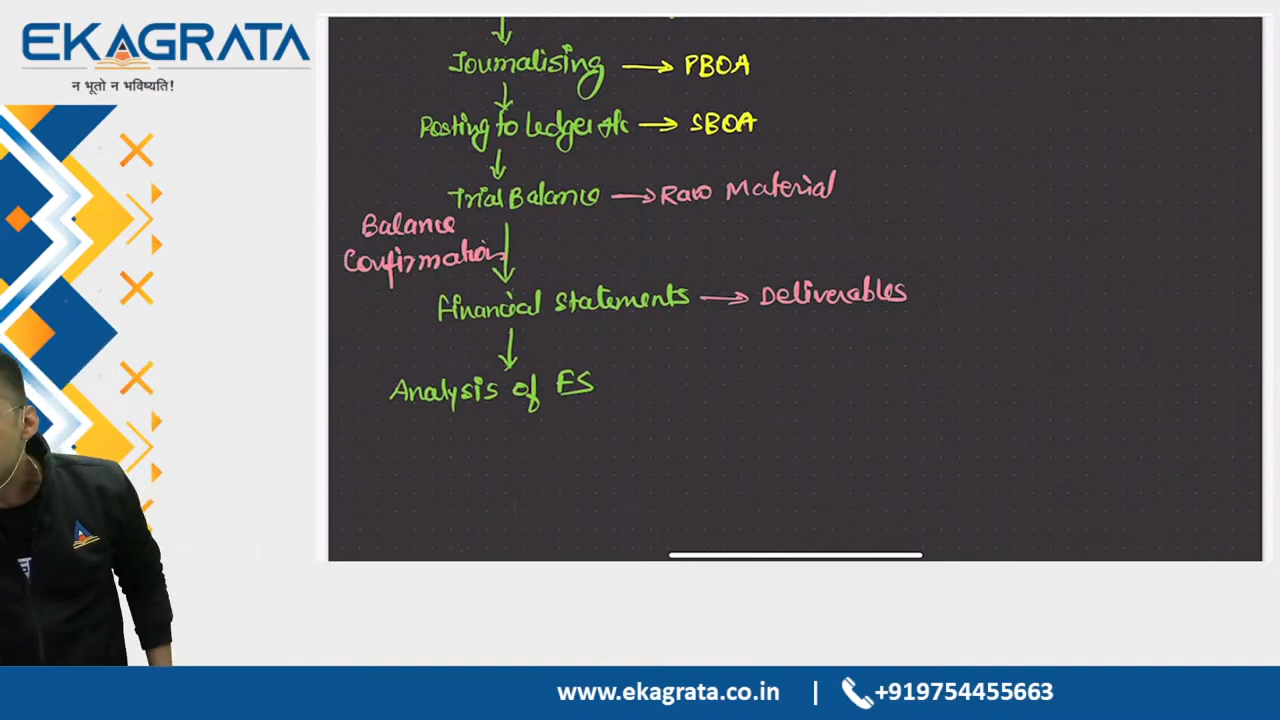 EKAGRATA
न भूतो न भविष्यति!
Journalising → PBOA
Posting to Ledger A/c → SBOA
Trial Balance → Raw Material
Balance
Confirmation
Financial Statements → Deliverables
Analysis of FS
www.ekagrata.co.in | +919754455663